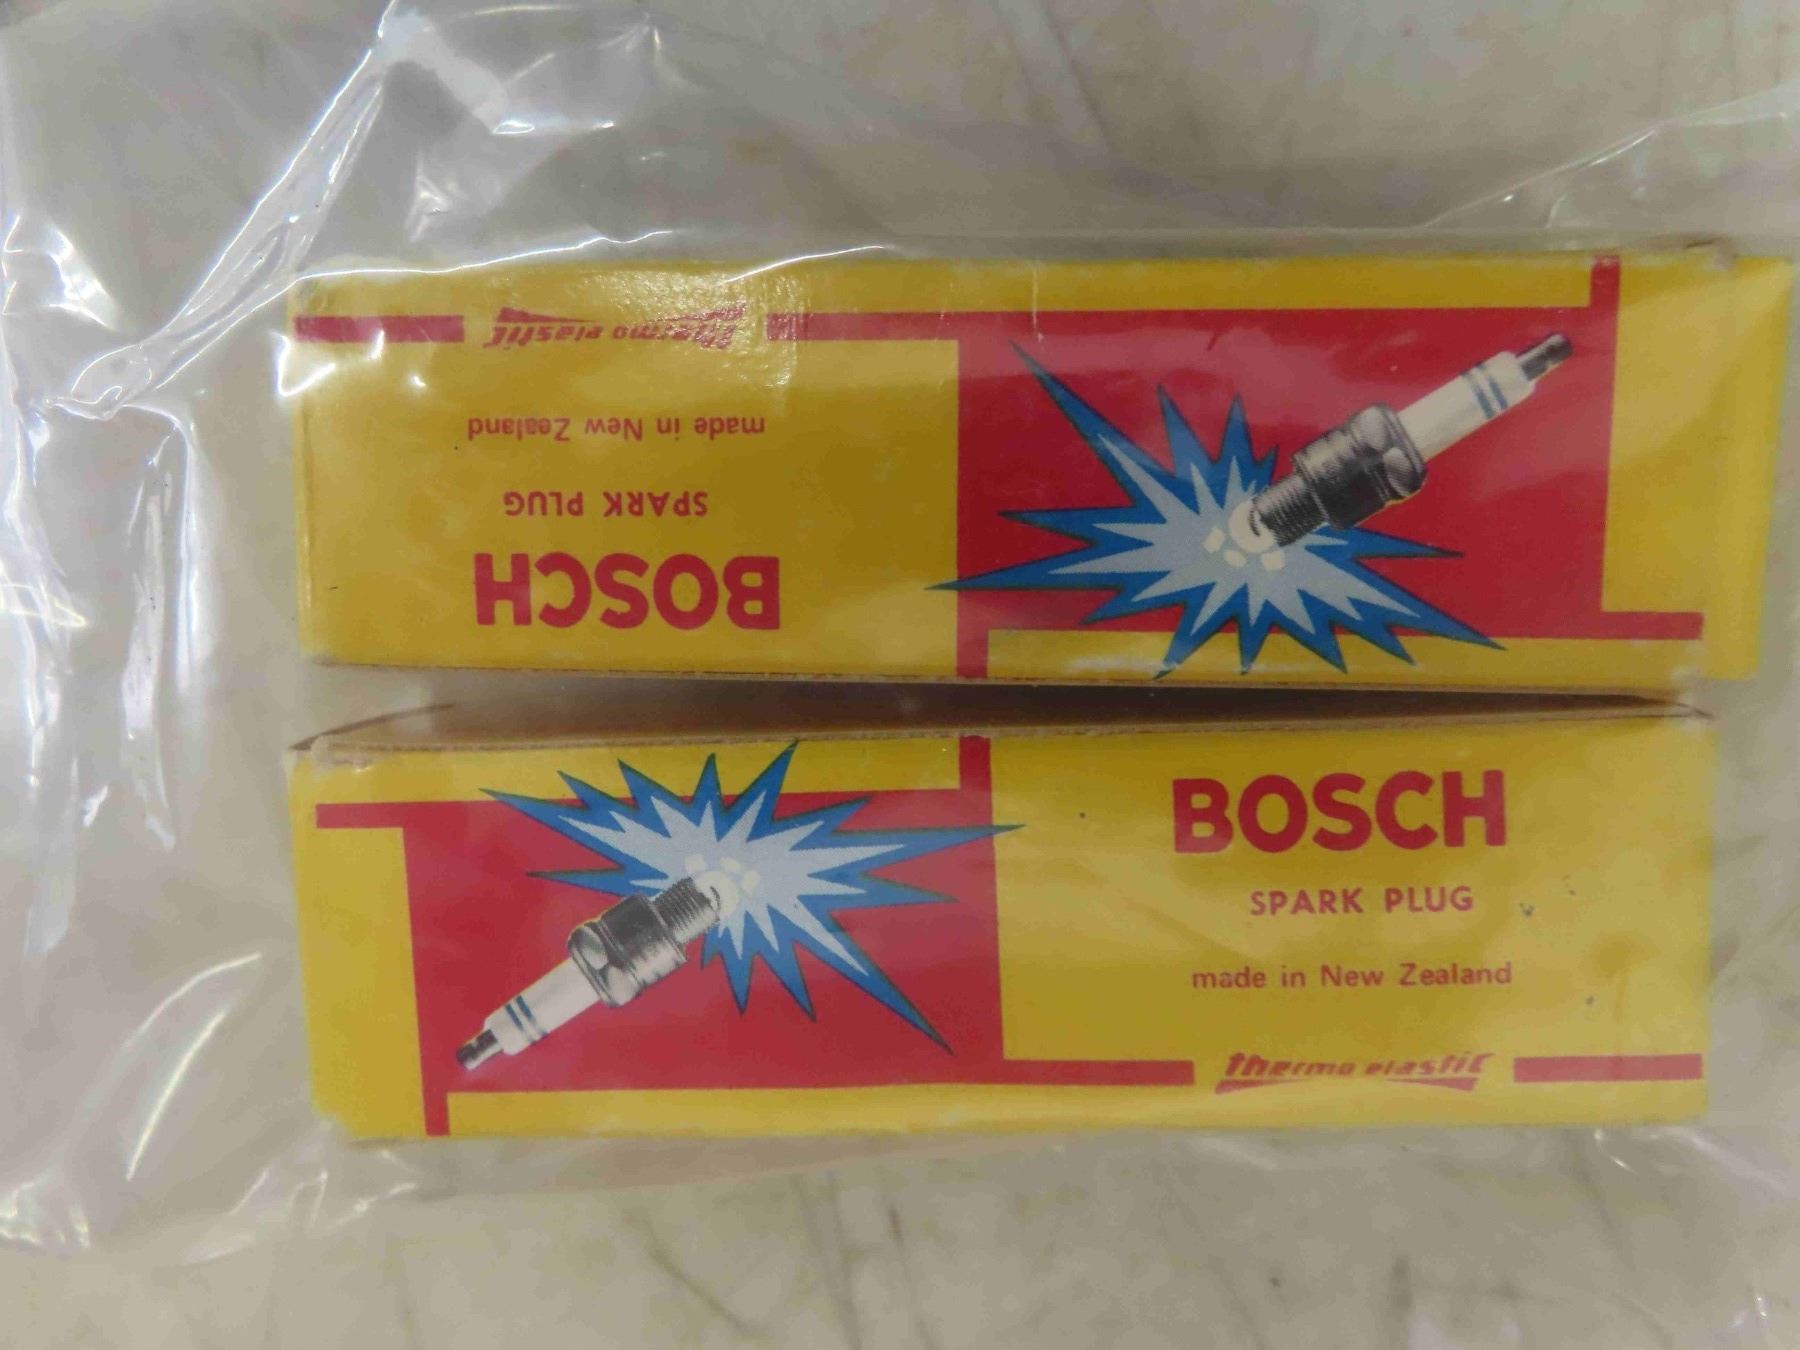 thermo elastic
made in New Zealand
SPARK PLUG
BOSCH
BOSCH
SPARK PLUG
made in New Zealand
thermo elastic